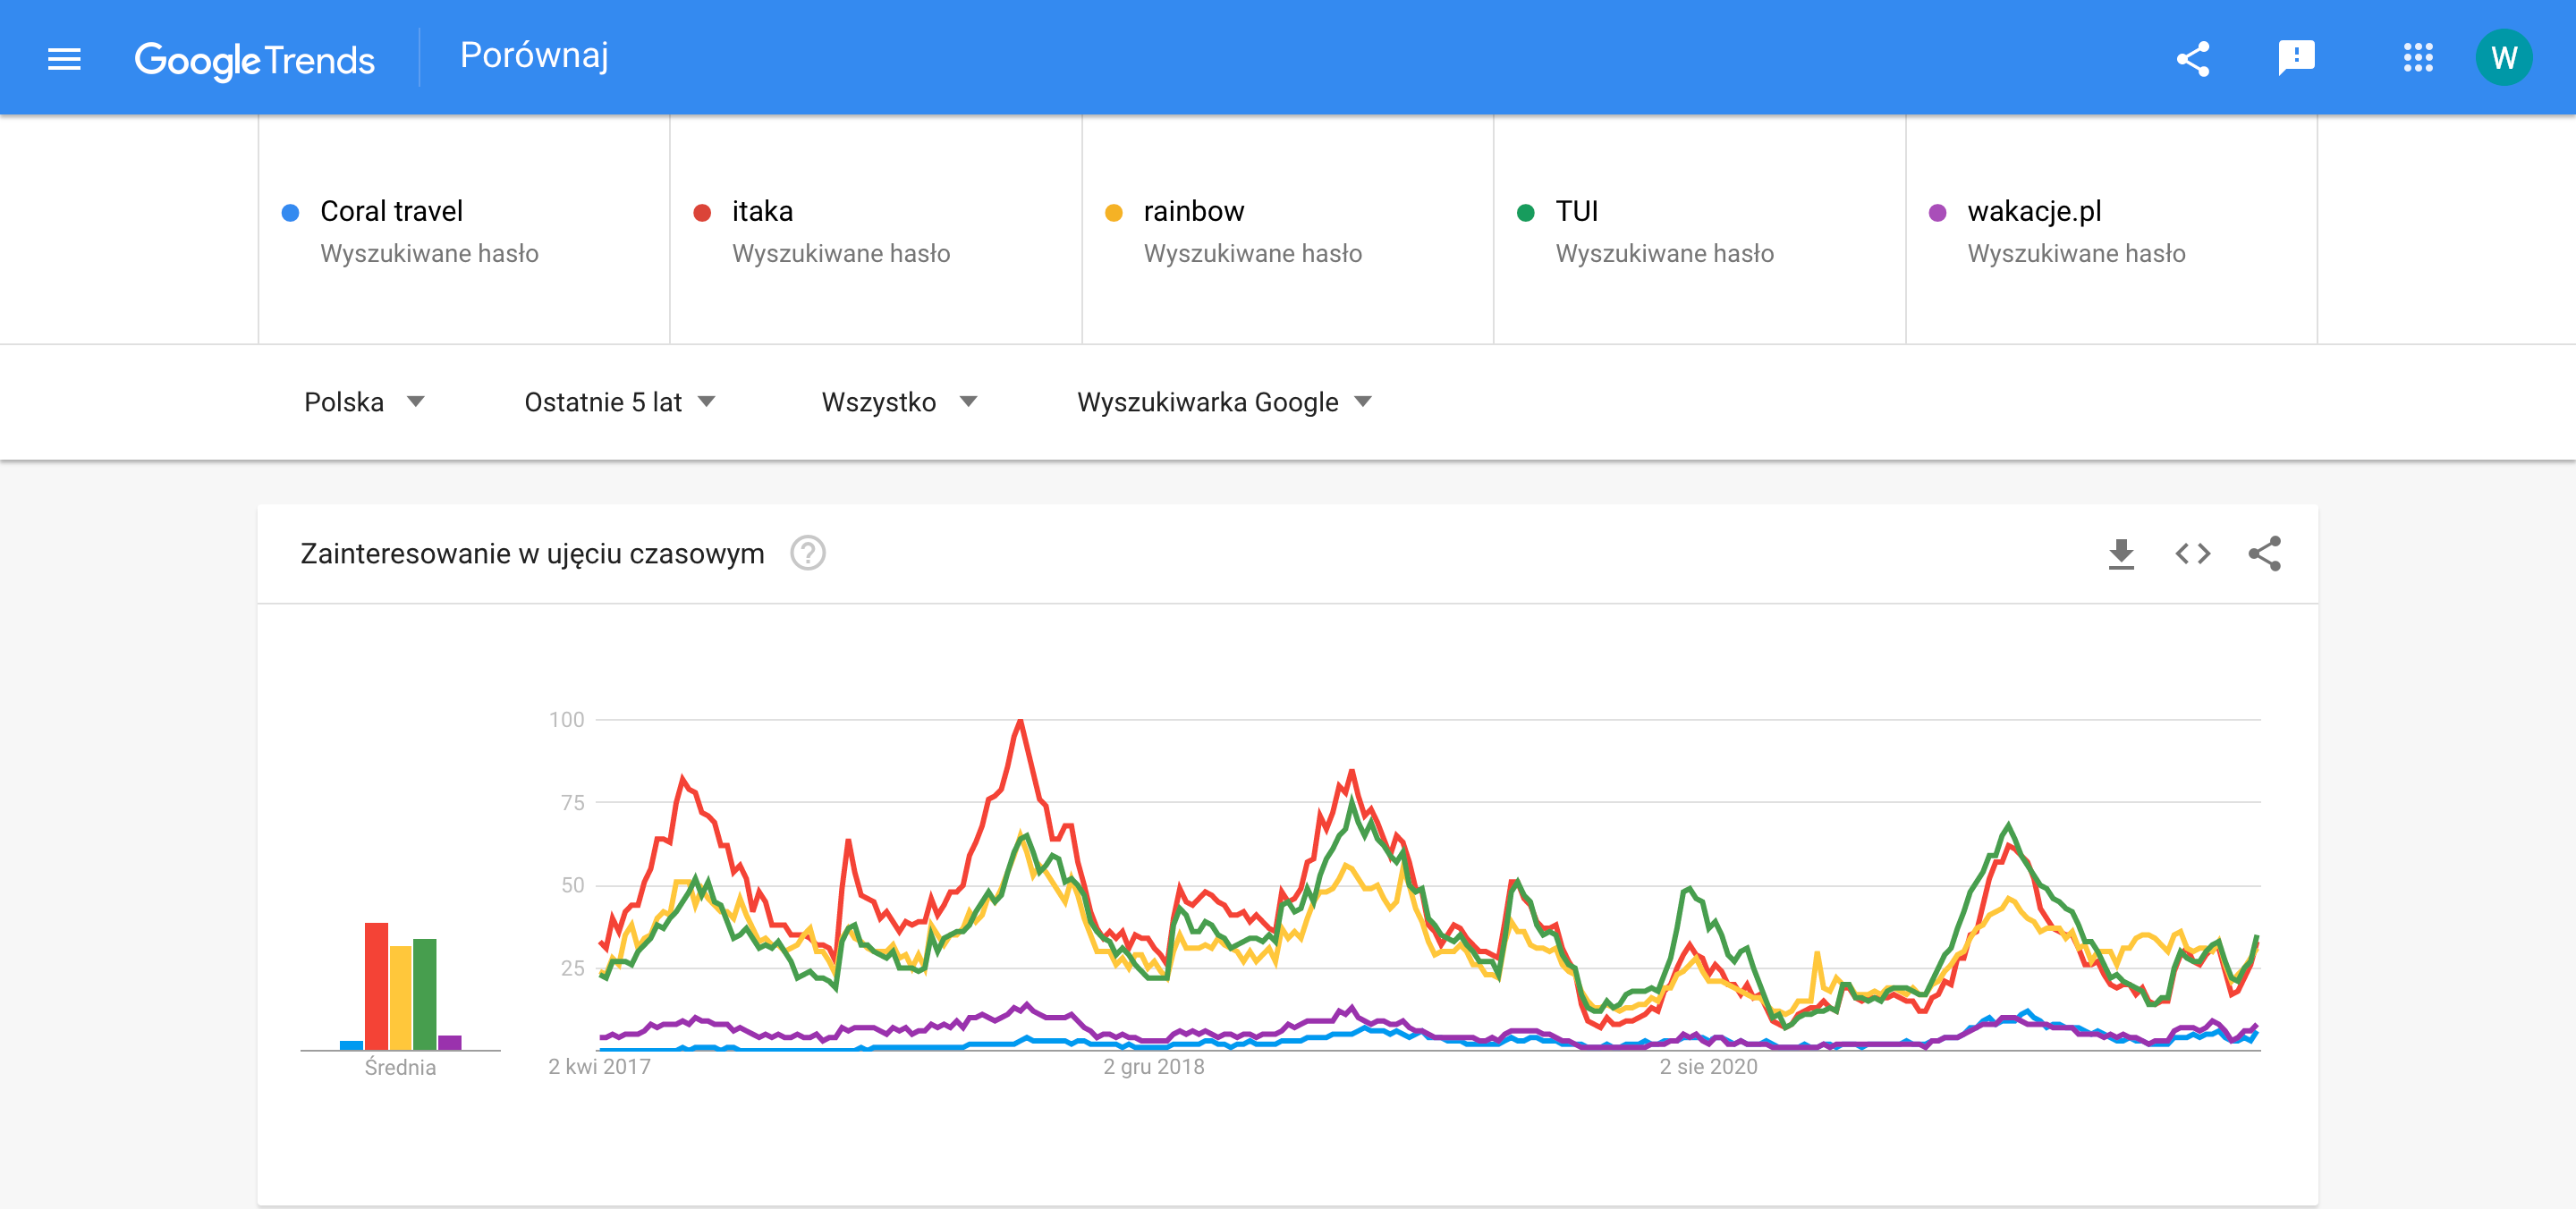 Google Trends Porównaj W
Coral travel itaka rainbow TUI wakacje.pl
Wyszukiwane hasło Wyszukiwane hasło Wyszukiwane hasło Wyszukiwane hasło Wyszukiwane hasło
Polska Ostatnie 5 lat Wszystko Wyszukiwarka Google
Zainteresowanie w ujęciu czasowym ?
100
75
50
25
Średnia 2 kwi 2017 2 gru 2018 2 sie 2020